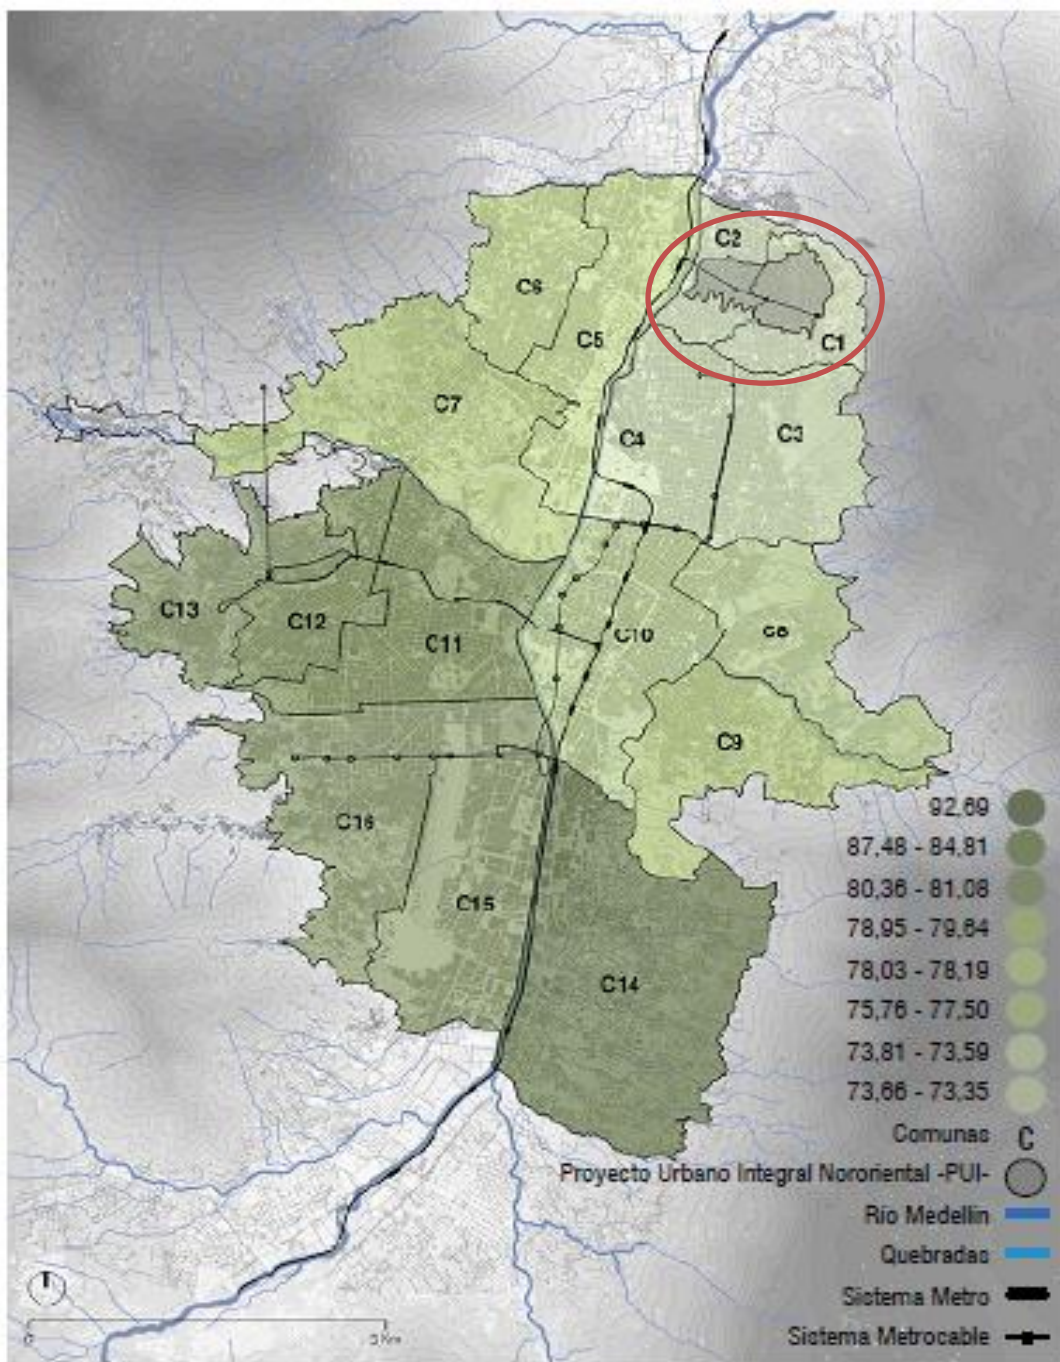 C2
C6
C1
C5
C7
C4
C3
C13
C12
C10
C8
C11
C9
C16
C15
C14
92,69
87,48 - 84,81
80,36 - 81,08
78,95 - 79,64
78,03 - 78,19
75,76 - 77,50
73,81 - 73,59
73,66 - 73,35
Comunas C
Proyecto Urbano Integral Nororiental -PUI-
Río Medellín
Quebradas
Sistema Metro
Sistema Metrocable
0